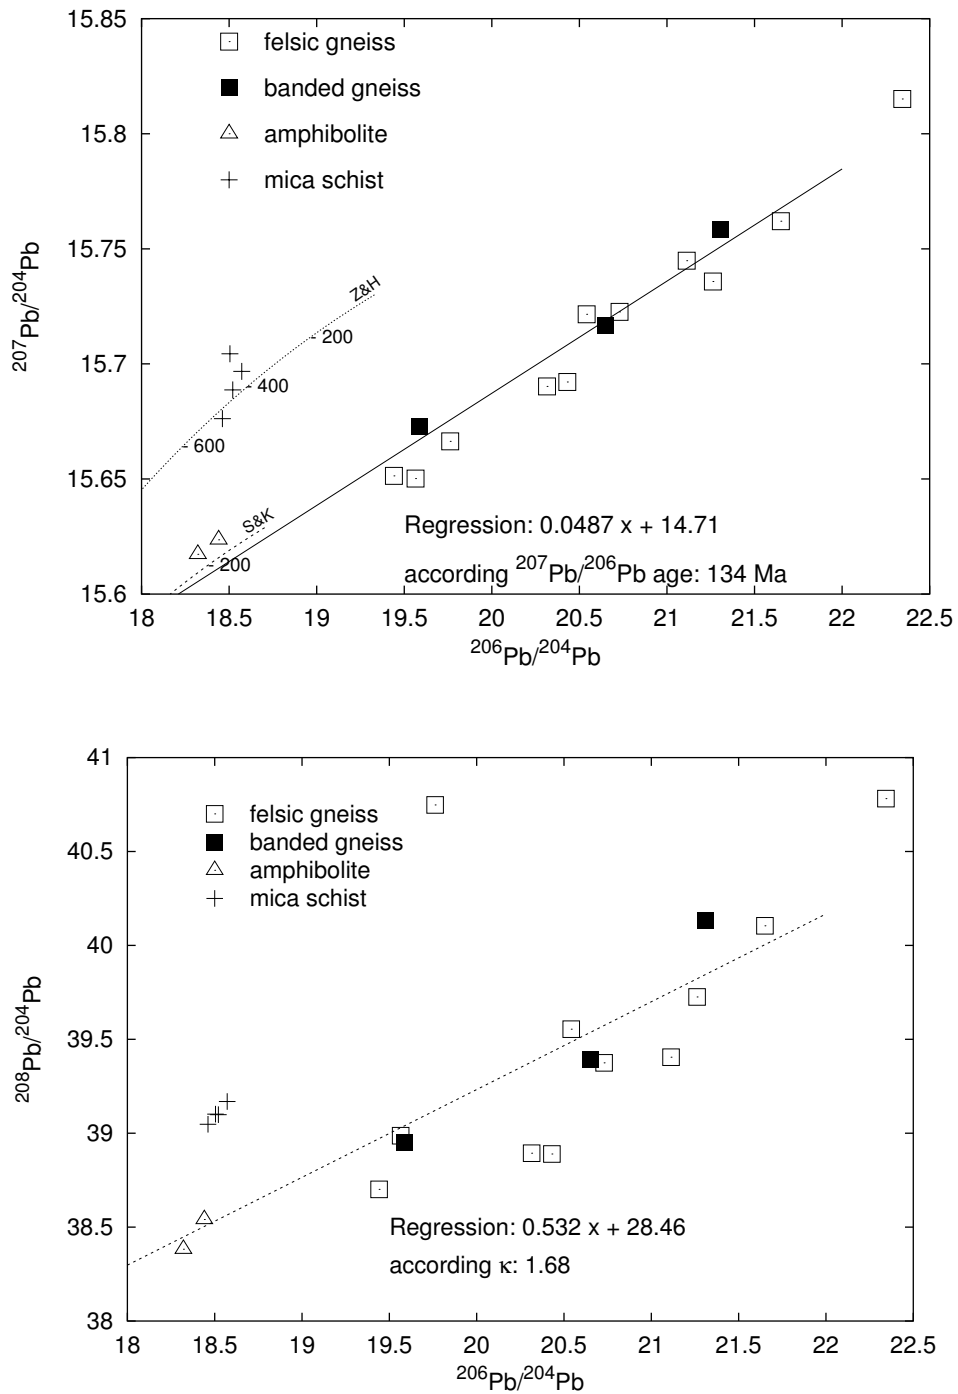 15.85
15.8
15.75
15.7
15.65
15.6
207Pb/204Pb
felsic gneiss
banded gneiss
amphibolite
mica schist
Z&H
200
400
600
S&K
200
Regression: 0.0487 x + 14.71
according 207Pb/206Pb age: 134 Ma
18 18.5 19 19.5 20 20.5 21 21.5 22 22.5
206Pb/204Pb
41
40.5
40
39.5
39
38.5
38
208Pb/204Pb
felsic gneiss
banded gneiss
amphibolite
mica schist
Regression: 0.532 x + 28.46
according κ: 1.68
18 18.5 19 19.5 20 20.5 21 21.5 22 22.5
206Pb/204Pb